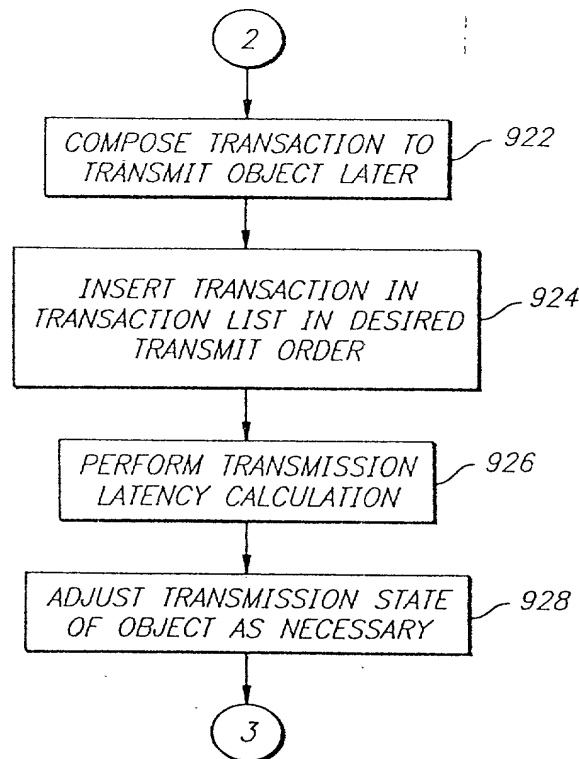 2
COMPOSE TRANSACTION TO
TRANSMIT OBJECT LATER
922
INSERT TRANSACTION IN
TRANSACTION LIST IN DESIRED
TRANSMIT ORDER
924
PERFORM TRANSMISSION
LATENCY CALCULATION
926
ADJUST TRANSMISSION STATE
OF OBJECT AS NECESSARY
928
3